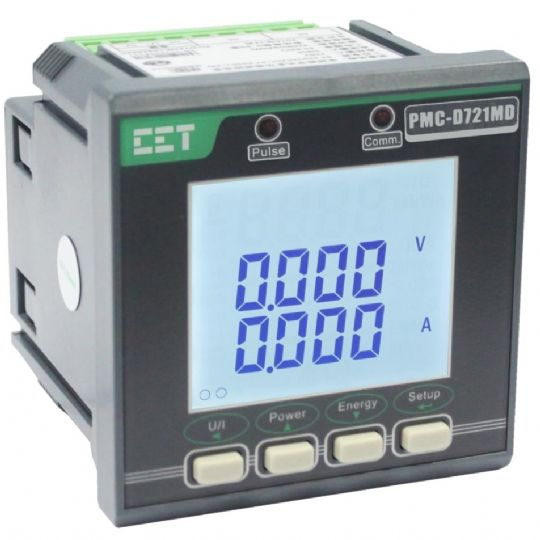 CET
PMC-D721MD
Pulse
Comm.
0.000 V
0.000 A
U/I
Power
Energy
Setup